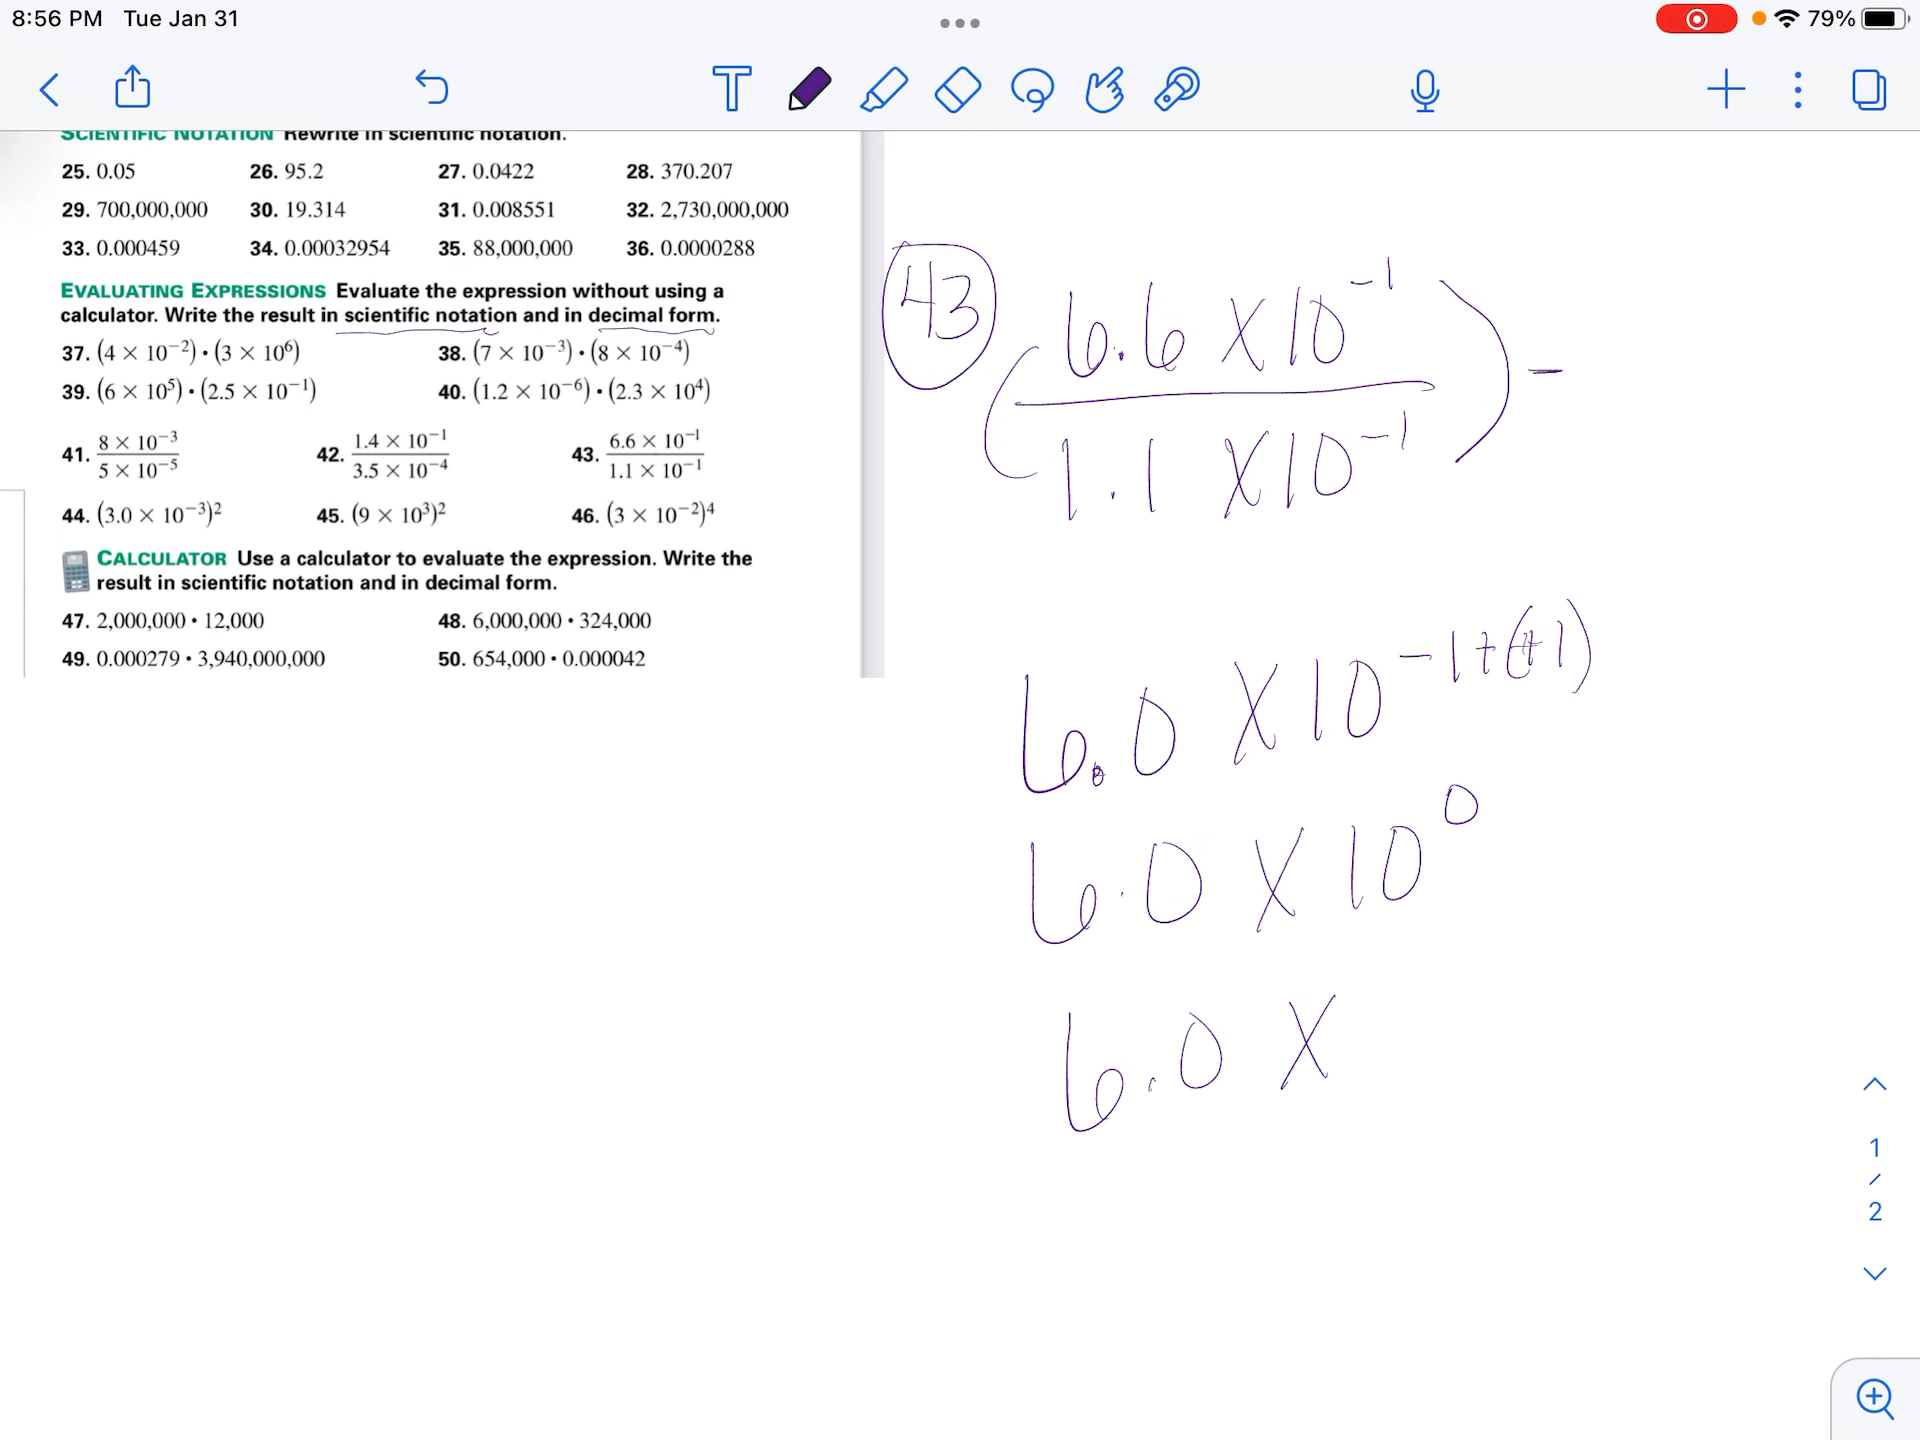 8:56 PM Tue Jan 31
79%
SCIENTIFIC NOTATION Rewrite in scientific notation.
25. 0.05 26. 95.2 27. 0.0422 28. 370.207
29. 700,000,000 30. 19.314 31. 0.008551 32. 2,730,000,000
33. 0.000459 34. 0.00032954 35. 88,000,000 36. 0.0000288
EVALUATING EXPRESSIONS Evaluate the expression without using a
calculator. Write the result in scientific notation and in decimal form.
37. (4 × 10⁻²) • (3 × 10⁶) 38. (7 × 10⁻³) • (8 × 10⁻⁴)
39. (6 × 10⁵) • (2.5 × 10⁻¹) 40. (1.2 × 10⁻⁶) • (2.3 × 10⁴)
41. 8 × 10⁻³ / 5 × 10⁻⁵ 42. 1.4 × 10⁻¹ / 3.5 × 10⁻⁴ 43. 6.6 × 10⁻¹ / 1.1 × 10⁻¹
44. (3.0 × 10⁻³)² 45. (9 × 10³)² 46. (3 × 10⁻²)⁴
CALCULATOR Use a calculator to evaluate the expression. Write the
result in scientific notation and in decimal form.
47. 2,000,000 • 12,000 48. 6,000,000 • 324,000
49. 0.000279 • 3,940,000,000 50. 654,000 • 0.000042
43 (6.6 × 10⁻¹ / 1.1 × 10⁻¹) -
6.0 × 10⁻¹⁺⁽⁺¹⁾
6.0 × 10⁰
6.0 ×
1
/
2